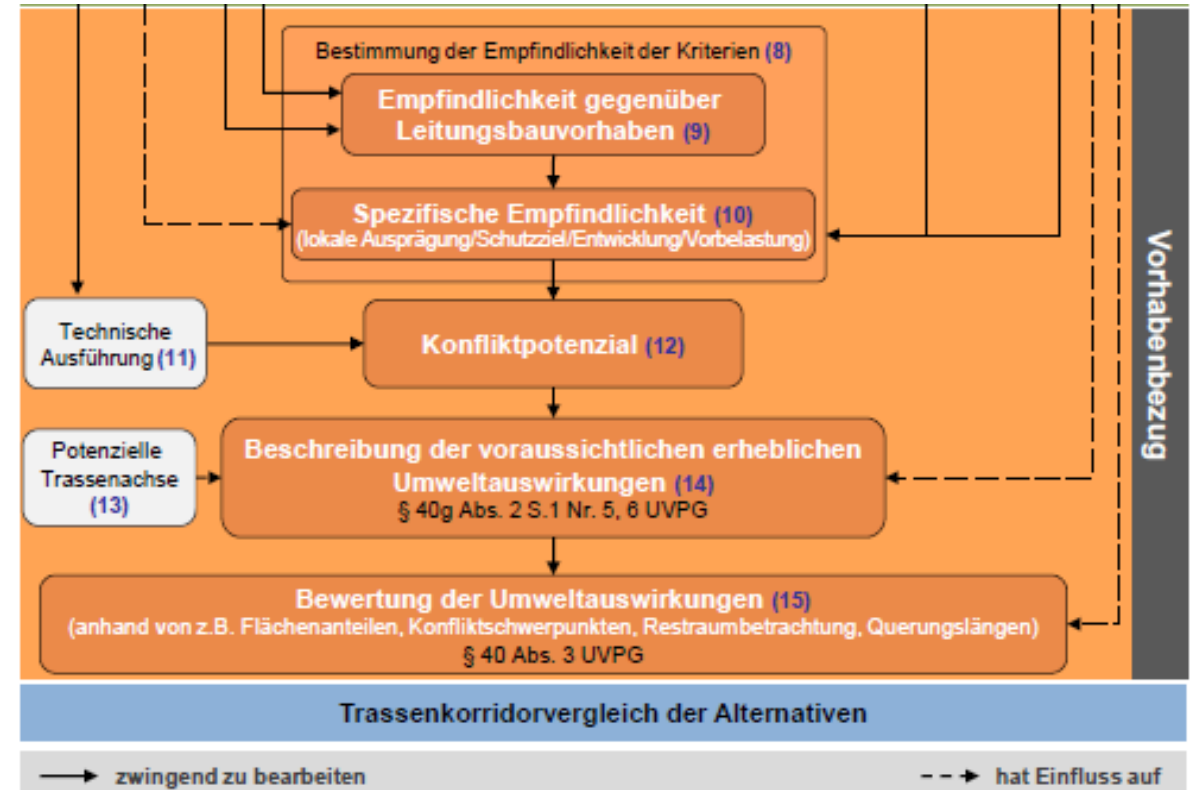 Bestimmung der Empfindlichkeit der Kriterien (8)
Empfindlichkeit gegenüber
Leitungsbauvorhaben (9)
Spezifische Empfindlichkeit (10)
(lokale Ausprägung/Schutzziel/Entwicklung/Vorbelastung)
Technische
Ausführung (11)
Konfliktpotenzial (12)
Potenzielle
Trassenachse
(13)
Beschreibung der voraussichtlichen erheblichen
Umweltauswirkungen (14)
§ 40g Abs. 2 S.1 Nr. 5, 6 UVPG
Bewertung der Umweltauswirkungen (15)
(anhand von z.B. Flächenanteilen, Konfliktschwerpunkten, Restraumbetrachtung, Querungslängen)
§ 40 Abs. 3 UVPG
Vorhabenbezug
Trassenkorridorvergleich der Alternativen
zwingend zu bearbeiten
hat Einfluss auf